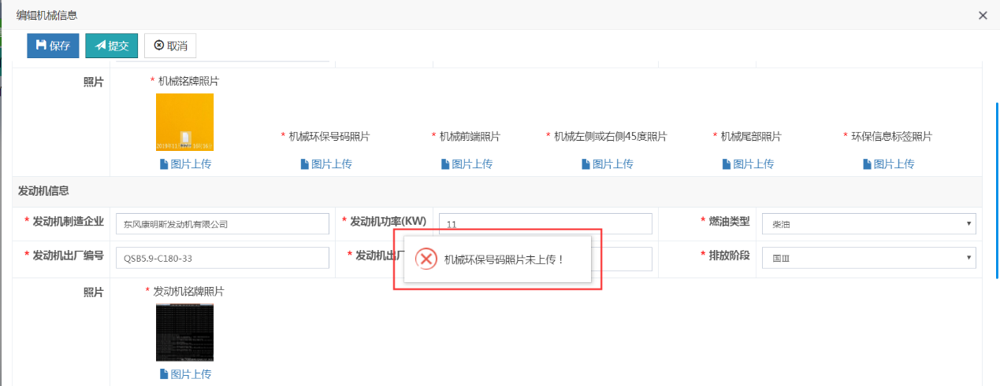 编辑机械信息
保存 提交 取消
照片
* 机械铭牌照片
* 机械环保号码照片 * 机械前端照片 * 机械左侧或右侧45度照片 * 机械尾部照片 * 环保信息标签照片
图片上传 图片上传 图片上传 图片上传 图片上传 图片上传
发动机信息
* 发动机制造企业 东风康明斯发动机有限公司 * 发动机功率(KW) 11 * 燃油类型 柴油
* 发动机出厂编号 QSB5.9-C180-33 * 发动机出厂 * 排放阶段 国Ⅲ
机械环保号码照片未上传！
照片
* 发动机铭牌照片
图片上传